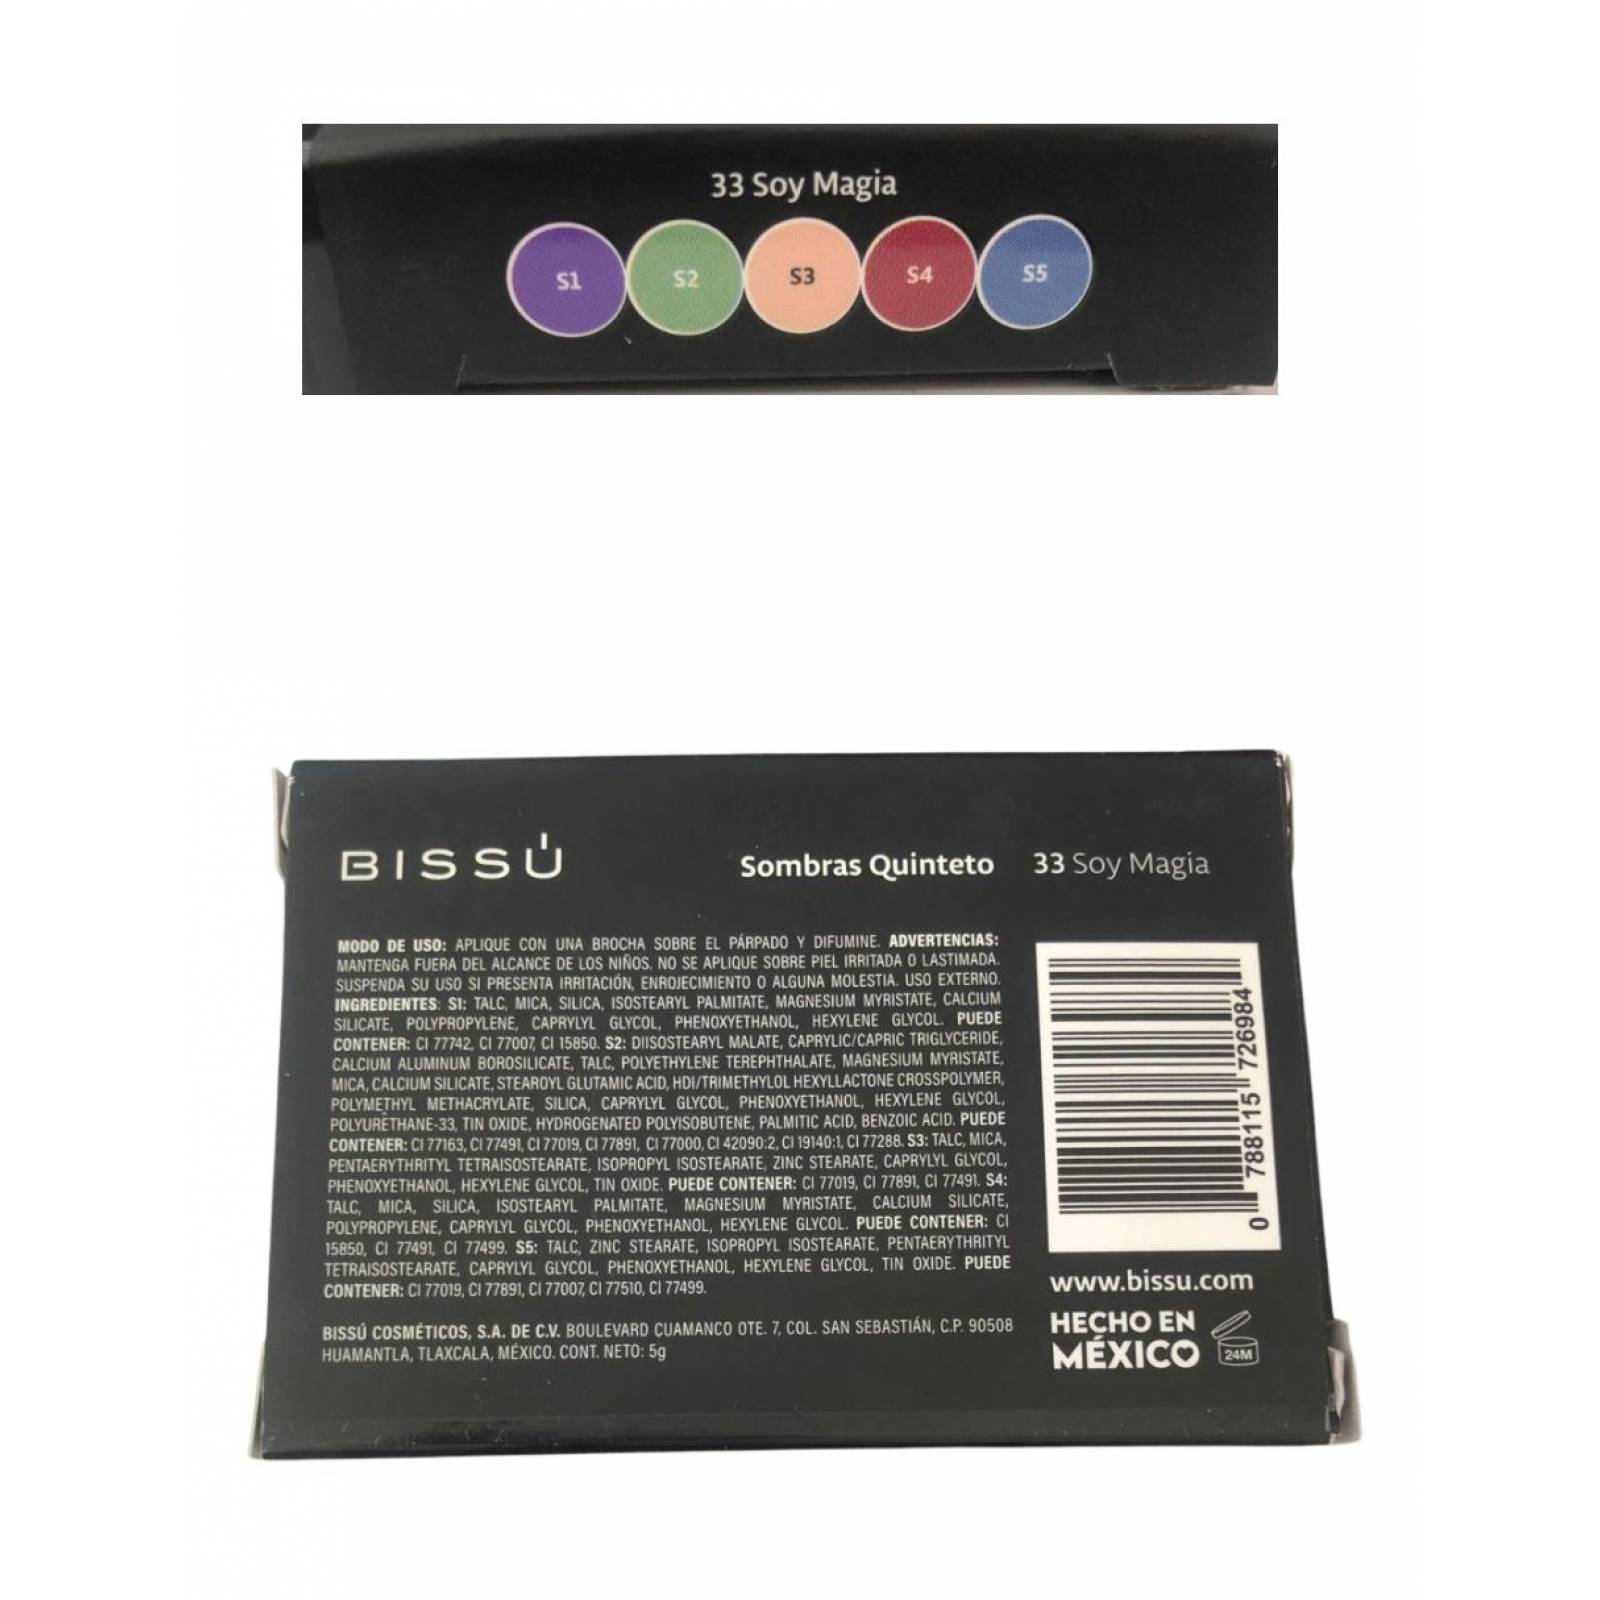 33 Soy Magia
S1 S2 S3 S4 S5
BISSÚ
Sombras Quinteto 33 Soy Magia
MODO DE USO: APLIQUE CON UNA BROCHA SOBRE EL PÁRPADO Y DIFUMINE. ADVERTENCIAS:
MANTENGA FUERA DEL ALCANCE DE LOS NIÑOS. NO SE APLIQUE SOBRE PIEL IRRITADA O LASTIMADA.
SUSPENDA SU USO SI PRESENTA IRRITACIÓN, ENROJECIMIENTO O ALGUNA MOLESTIA. USO EXTERNO.
INGREDIENTES: S1: TALC, MICA, SILICA, ISOSTEARYL PALMITATE, MAGNESIUM MYRISTATE, CALCIUM
SILICATE, POLYPROPYLENE, CAPRYLYL GLYCOL, PHENOXYETHANOL, HEXYLENE GLYCOL. PUEDE
CONTENER: CI 77742, CI 77007, CI 15850. S2: DIISOSTEARYL MALATE, CAPRYLIC/CAPRIC TRIGLYCERIDE,
CALCIUM ALUMINUM BOROSILICATE, TALC, POLYETHYLENE TEREPHTHALATE, MAGNESIUM MYRISTATE,
MICA, CALCIUM SILICATE, STEAROYL GLUTAMIC ACID, HDI/TRIMETHYLOL HEXYLLACTONE CROSSPOLYMER,
POLYMETHYL METHACRYLATE, SILICA, CAPRYLYL GLYCOL, PHENOXYETHANOL, HEXYLENE GLYCOL,
POLYURETHANE-33, TIN OXIDE, HYDROGENATED POLYISOBUTENE, PALMITIC ACID, BENZOIC ACID. PUEDE
CONTENER: CI 77163, CI 77491, CI 77019, CI 77891, CI 77000, CI 42090:2, CI 19140:1, CI 77288. S3: TALC, MICA,
PENTAERYTHRITYL TETRAISOSTEARATE, ISOPROPYL ISOSTEARATE, ZINC STEARATE, CAPRYLYL GLYCOL,
PHENOXYETHANOL, HEXYLENE GLYCOL, TIN OXIDE. PUEDE CONTENER: CI 77019, CI 77891, CI 77491. S4:
TALC, MICA, SILICA, ISOSTEARYL PALMITATE, MAGNESIUM MYRISTATE, CALCIUM SILICATE,
POLYPROPYLENE, CAPRYLYL GLYCOL, PHENOXYETHANOL, HEXYLENE GLYCOL. PUEDE CONTENER: CI
15850, CI 77491, CI 77499. S5: TALC, ZINC STEARATE, ISOPROPYL ISOSTEARATE, PENTAERYTHRITYL
TETRAISOSTEARATE, CAPRYLYL GLYCOL, PHENOXYETHANOL, HEXYLENE GLYCOL, TIN OXIDE. PUEDE
CONTENER: CI 77019, CI 77891, CI 77007, CI 77510, CI 77499.
BISSÚ COSMÉTICOS, S.A. DE C.V. BOULEVARD CUAMANCO OTE. 7, COL. SAN SEBASTIÁN, C.P. 90508
HUAMANTLA, TLAXCALA, MÉXICO. CONT. NETO: 5g
0 788115 726984
www.bissu.com
HECHO EN
MÉXICO
24M